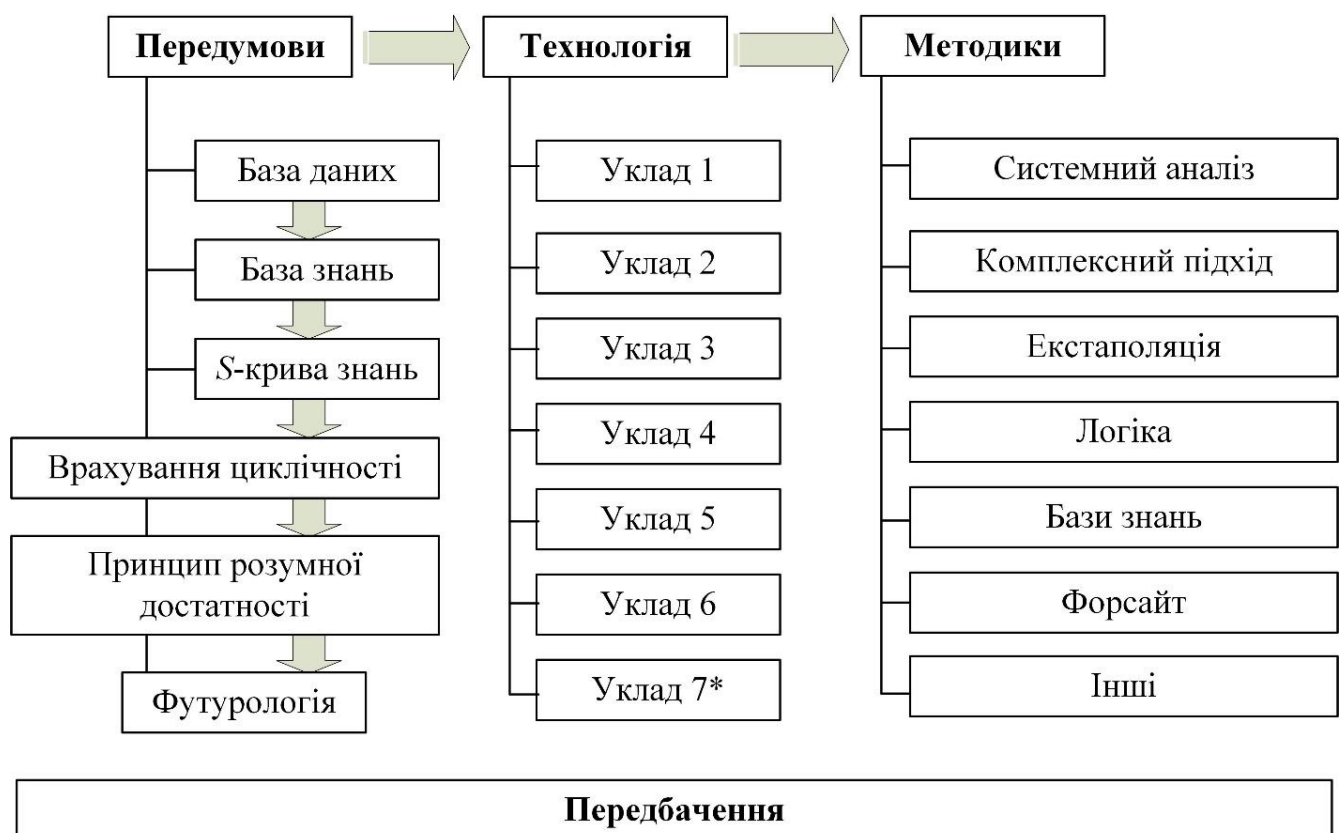 Передумови
База даних
База знань
S-крива знань
Врахування циклічності
Принцип розумної
достатності
Футурологія
Технологія
Уклад 1
Уклад 2
Уклад 3
Уклад 4
Уклад 5
Уклад 6
Уклад 7*
Методики
Системний аналіз
Комплексний підхід
Екстаполяція
Логіка
Бази знань
Форсайт
Інші
Передбачення